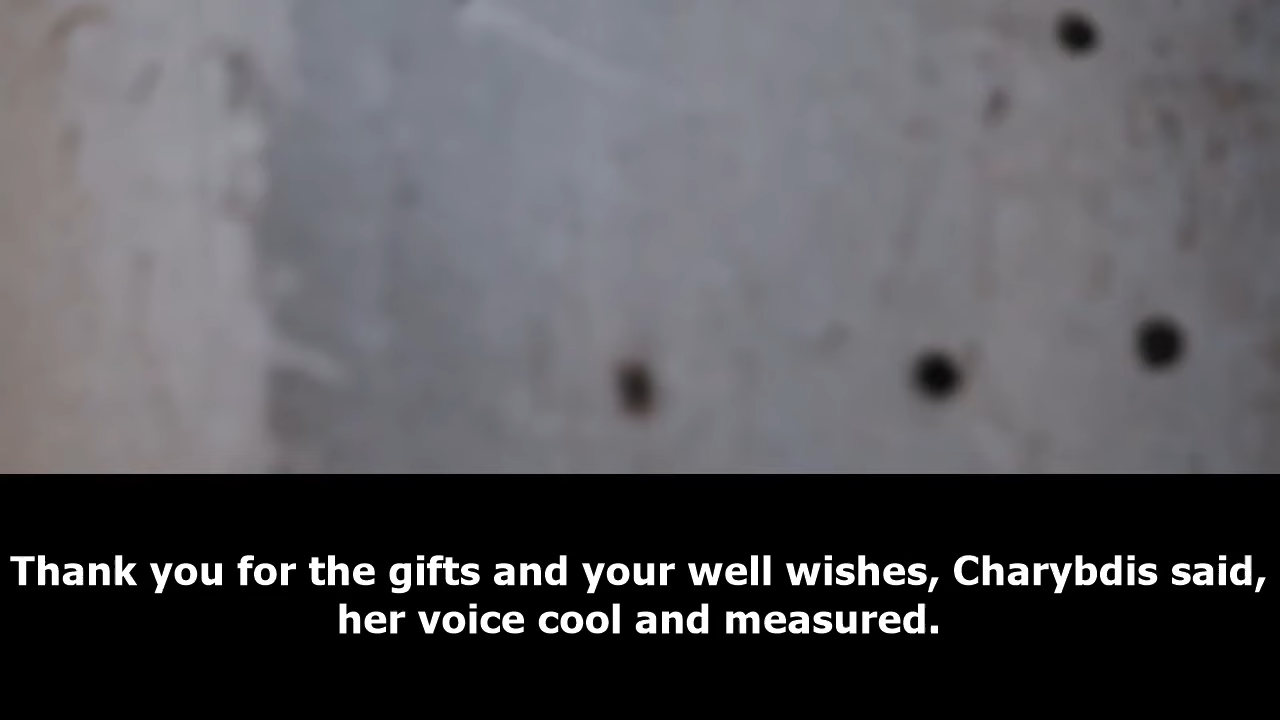 Thank you for the gifts and your well wishes, Charybdis said,
her voice cool and measured.